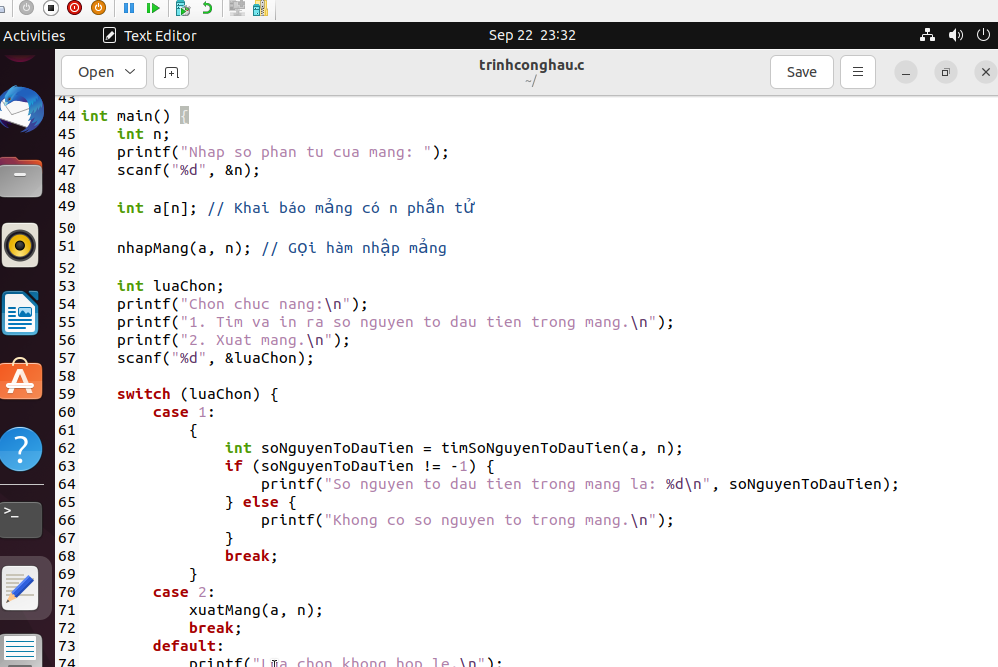 Activities
Text Editor
Sep 22 23:32
Open
trinhconghau.c
~/
Save
43
44 int main() {
45 int n;
46 printf("Nhap so phan tu cua mang: ");
47 scanf("%d", &n);
48
49 int a[n]; // Khai báo mảng có n phần tử
50
51 nhapMang(a, n); // Gọi hàm nhập mảng
52
53 int luaChon;
54 printf("Chon chuc nang:\n");
55 printf("1. Tim va in ra so nguyen to dau tien trong mang.\n");
56 printf("2. Xuat mang.\n");
57 scanf("%d", &luaChon);
58
59 switch (luaChon) {
60 case 1:
61 {
62 int soNguyenToDauTien = timSoNguyenToDauTien(a, n);
63 if (soNguyenToDauTien != -1) {
64 printf("So nguyen to dau tien trong mang la: %d\n", soNguyenToDauTien);
65 } else {
66 printf("Khong co so nguyen to trong mang.\n");
67 }
68 break;
69 }
70 case 2:
71 xuatMang(a, n);
72 break;
73 default:
74 printf("Lua chon khong hop le.\n");